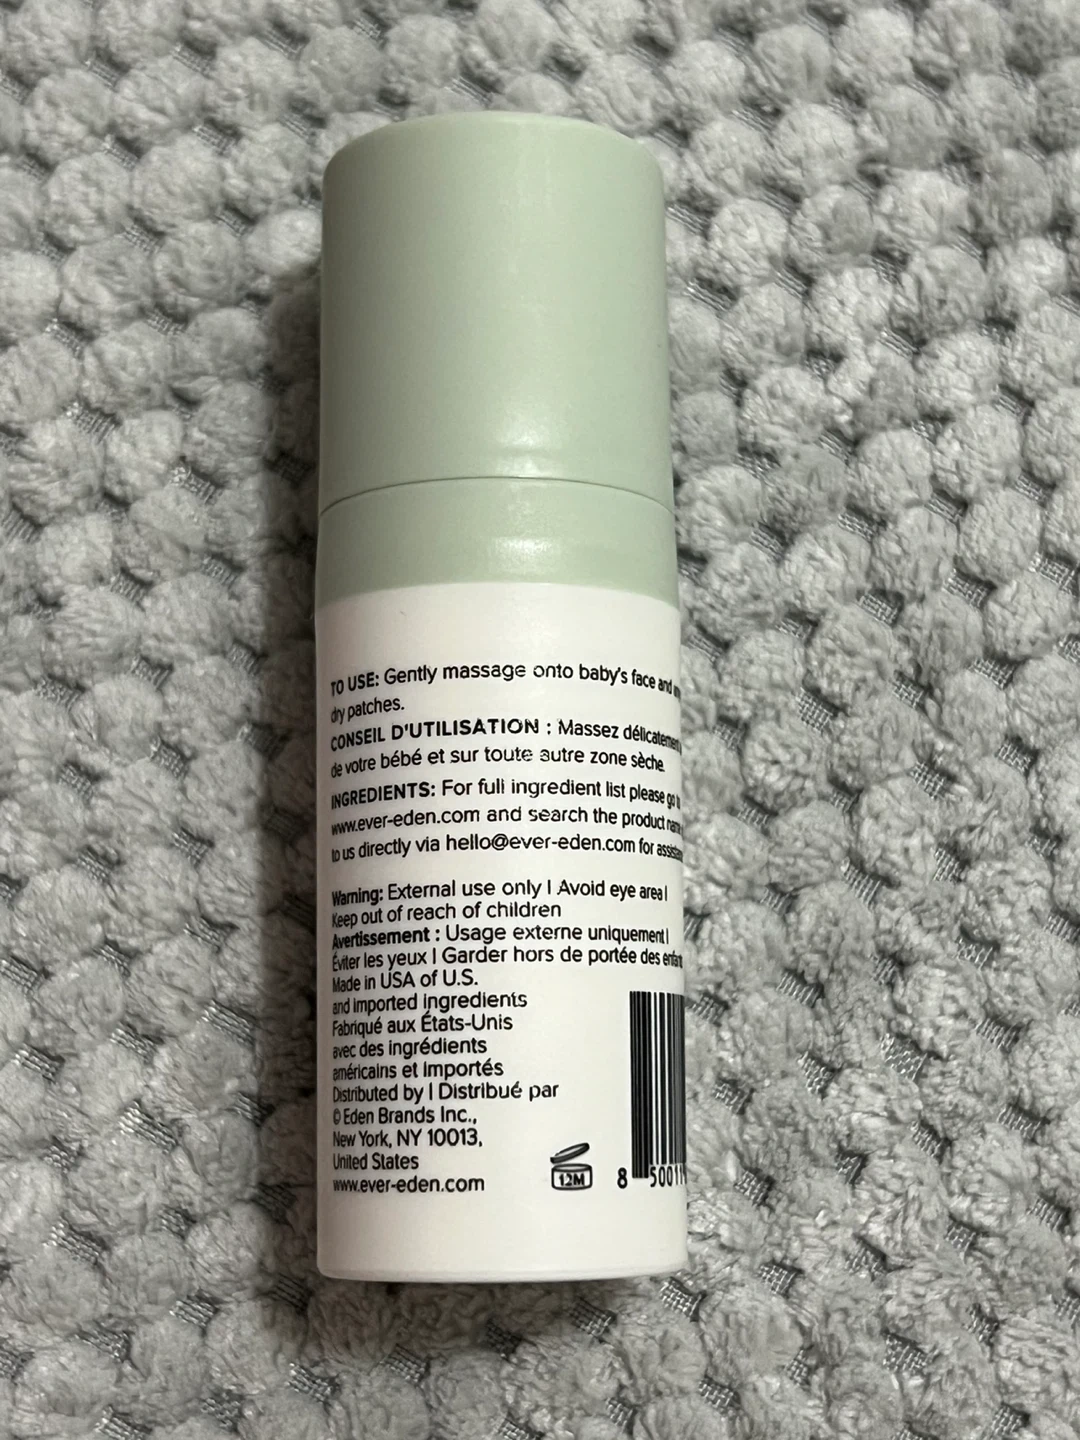 TO USE: Gently massage onto baby's face and
dry patches.
CONSEIL D'UTILISATION : Massez délicatement
de votre bébé et sur toute autre zone sèche.
INGREDIENTS: For full ingredient list please go to
www.ever-eden.com and search the product name
to us directly via hello@ever-eden.com for
Warning: External use only | Avoid eye area |
Keep out of reach of children
Avertissement : Usage externe uniquement |
Éviter les yeux | Garder hors de portée des
Made in USA of U.S.
and imported ingredients
Fabriqué aux États-Unis
avec des ingrédients
américains et importés
Distributed by | Distribué par
© Eden Brands Inc.,
New York, NY 10013,
United States
www.ever-eden.com
12M
8 50011